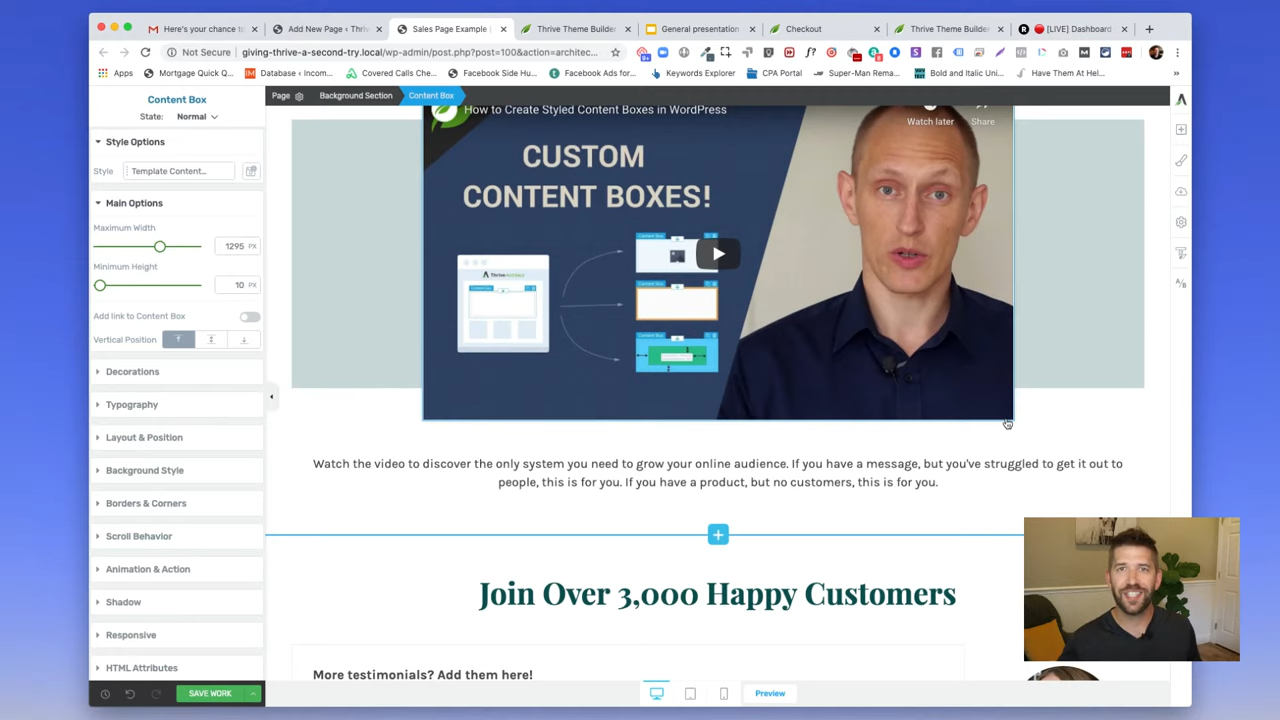 Here's your chance to
Add New Page ‹ Thriv
Sales Page Example |
Thrive Theme Builder
General presentation
Checkout
Thrive Theme Builder
[LIVE] Dashboard
Not Secure
giving-thrive-a-second-try.local/wp-admin/post.php?post=100&action=architec...
Apps
Mortgage Quick Q...
Database ‹ Incom...
Covered Calls Che...
Facebook Side Hu...
Facebook Ads for...
Keywords Explorer
CPA Portal
Super-Man Rema...
Bold and Italic Uni...
Have Them At Hel...
Content Box
State: Normal
Style Options
Style
Template Content...
Main Options
Maximum Width
1295 PX
Minimum Height
10 PX
Add link to Content Box
Vertical Position
Decorations
Typography
Layout & Position
Background Style
Borders & Corners
Scroll Behavior
Animation & Action
Shadow
Responsive
HTML Attributes
SAVE WORK
Page
Background Section
Content Box
How to Create Styled Content Boxes in WordPress
Watch later
Share
CUSTOM
CONTENT BOXES!
Watch the video to discover the only system you need to grow your online audience. If you have a message, but you've struggled to get it out to
people, this is for you. If you have a product, but no customers, this is for you.
Join Over 3,000 Happy Customers
More testimonials? Add them here!
Preview